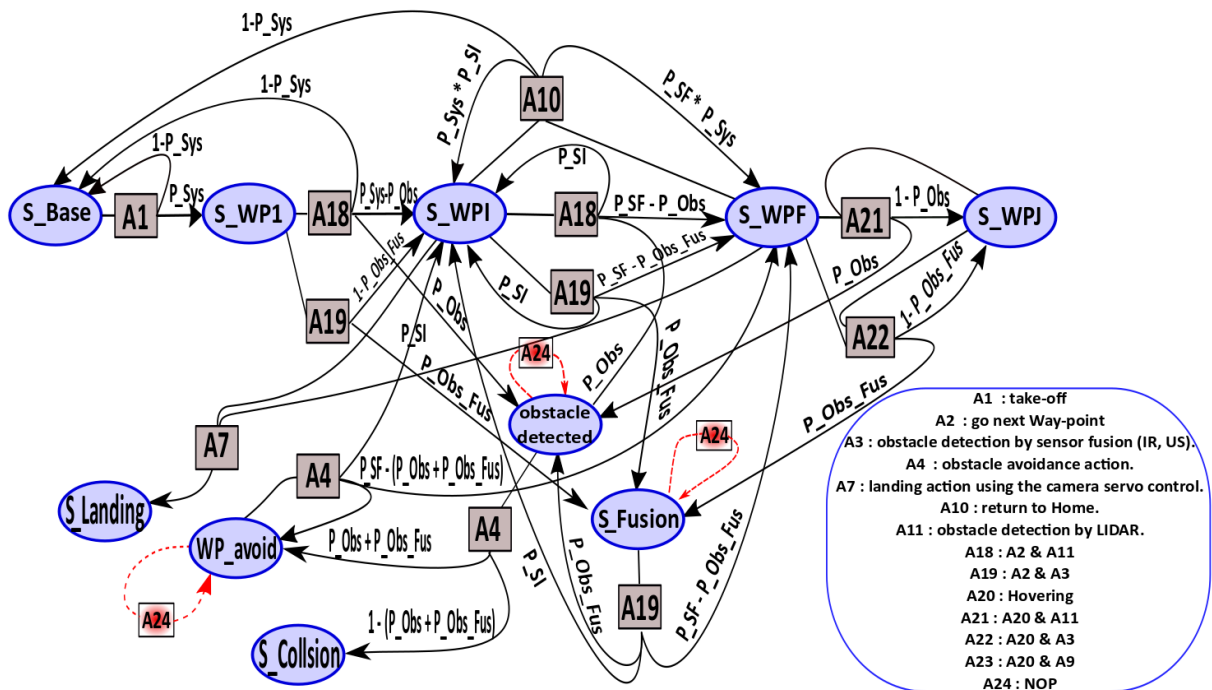 1-P_Sys
1-P_Sys
1-P_Sys
P_Sys * P_SI
A10
P_SF * P_Sys
S_Base
A1
P_Sys
S_WP1
A18
P_Sys-P_Obs
S_WPI
P_SI
A18
P_SF - P_Obs
S_WPF
A21
1- P_Obs
S_WPJ
A19
1-P_Obs_Fus
P_SI
A19
P_SF - P_Obs_Fus
P_Obs
A22
1- P_Obs_Fus
P_SI
P_Obs
A24
P_Obs
P_Obs_Fus
P_Obs_Fus
obstacle
detected
A24
P_Obs_Fus
A7
A4
P_SF - (P_Obs + P_Obs_Fus)
S_Landing
WP_avoid
P_Obs + P_Obs_Fus
A4
S_Fusion
A24
P_SI
P_Obs_Fus
A19
P_SF - P_Obs_Fus
1- (P_Obs + P_Obs_Fus)
S_Collsion
A1 : take-off
A2 : go next Way-point
A3 : obstacle detection by sensor fusion (IR, US).
A4 : obstacle avoidance action.
A7 : landing action using the camera servo control.
A10 : return to Home.
A11 : obstacle detection by LIDAR.
A18 : A2 & A11
A19 : A2 & A3
A20 : Hovering
A21 : A20 & A11
A22 : A20 & A3
A23 : A20 & A9
A24 : NOP